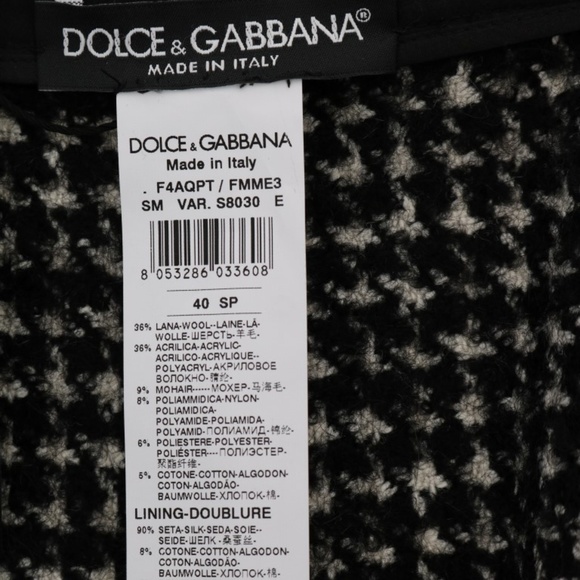 DOLCE & GABBANA®
MADE IN ITALY
DOLCE & GABBANA
Made in Italy
. F4AQPT / FMME3
SM VAR. S8030 E
8 053286 033608
40 SP
36% LANA-WOOL--LAINE-LÃ-
WOLLE-ШЕРСТЬ-羊毛-
36% ACRILICA-ACRYLIC-
ACRILICO-ACRYLIQUE--
POLYACRYL-АКРИЛОВОЕ
ВОЛОКНО-腈纶-
9% MOHAIR------МОХЕР-马海毛-
8% POLIAMMIDICA-NYLON-
POLIAMIDICA-
POLYAMIDE-POLIAMIDA-
POLYAMID-ПОЛИАМИД-锦纶-
6% POLIESTERE-POLYESTER-
POLIÈSTER----ПОЛИЭСТЕР-
聚酯纤维-
5% COTONE-COTTON-ALGODON-
COTON-ALGODÃO-
BAUMWOLLE-ХЛОПОК-棉-
LINING-DOUBLURE
90% SETA-SILK-SEDA-SOIE--
SEIDE-ШЕЛК-桑蚕丝-
8% COTONE-COTTON-ALGODON-
COTON-ALGODÃO-
BAUMWOLLE-ХЛОПОК-棉-